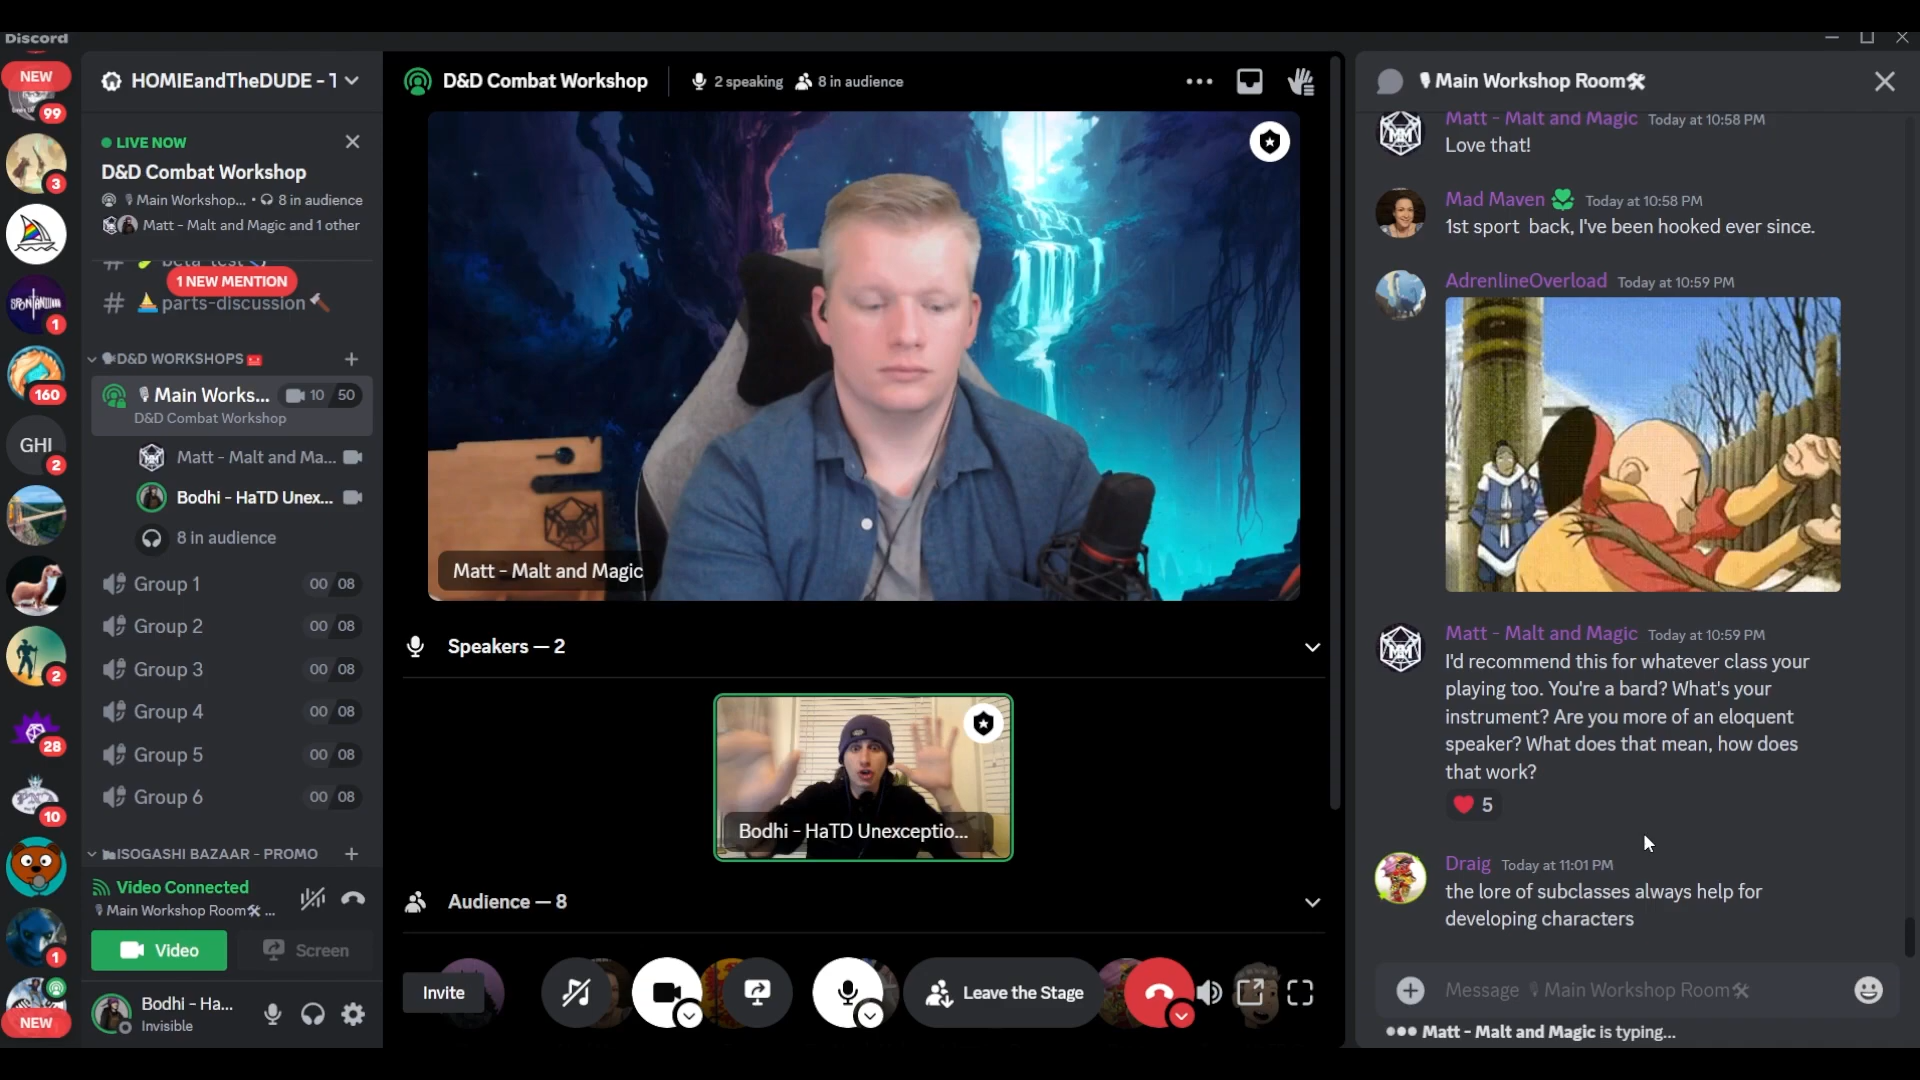 Discord
NEW
99
3
1
160
GHI
2
2
28
10
1
NEW
HOMIEandTheDUDE - T
LIVE NOW
D&D Combat Workshop
Main Workshop... • 8 in audience
Matt - Malt and Magic and 1 other
beta-test
1 NEW MENTION
parts-discussion
D&D WORKSHOPS
Main Works... 10 50
D&D Combat Workshop
Matt - Malt and Ma...
Bodhi - HaTD Unex...
8 in audience
Group 1 00 08
Group 2 00 08
Group 3 00 08
Group 4 00 08
Group 5 00 08
Group 6 00 08
ISOGASHI BAZAAR - PROMO
Video Connected
Main Workshop Room ...
Video Screen
Bodhi - Ha...
Invisible
D&D Combat Workshop 2 speaking 8 in audience
Matt - Malt and Magic
Speakers — 2
Bodhi - HaTD Unexceptio...
Audience — 8
Invite
Leave the Stage
Main Workshop Room
Matt - Malt and Magic Today at 10:58 PM
Love that!
Mad Maven Today at 10:58 PM
1st sport back, I've been hooked ever since.
AdrenlineOverload Today at 10:59 PM
Matt - Malt and Magic Today at 10:59 PM
I'd recommend this for whatever class your
playing too. You're a bard? What's your
instrument? Are you more of an eloquent
speaker? What does that mean, how does
that work?
5
Draig Today at 11:01 PM
the lore of subclasses always help for
developing characters
Message Main Workshop Room
Matt - Malt and Magic is typing...